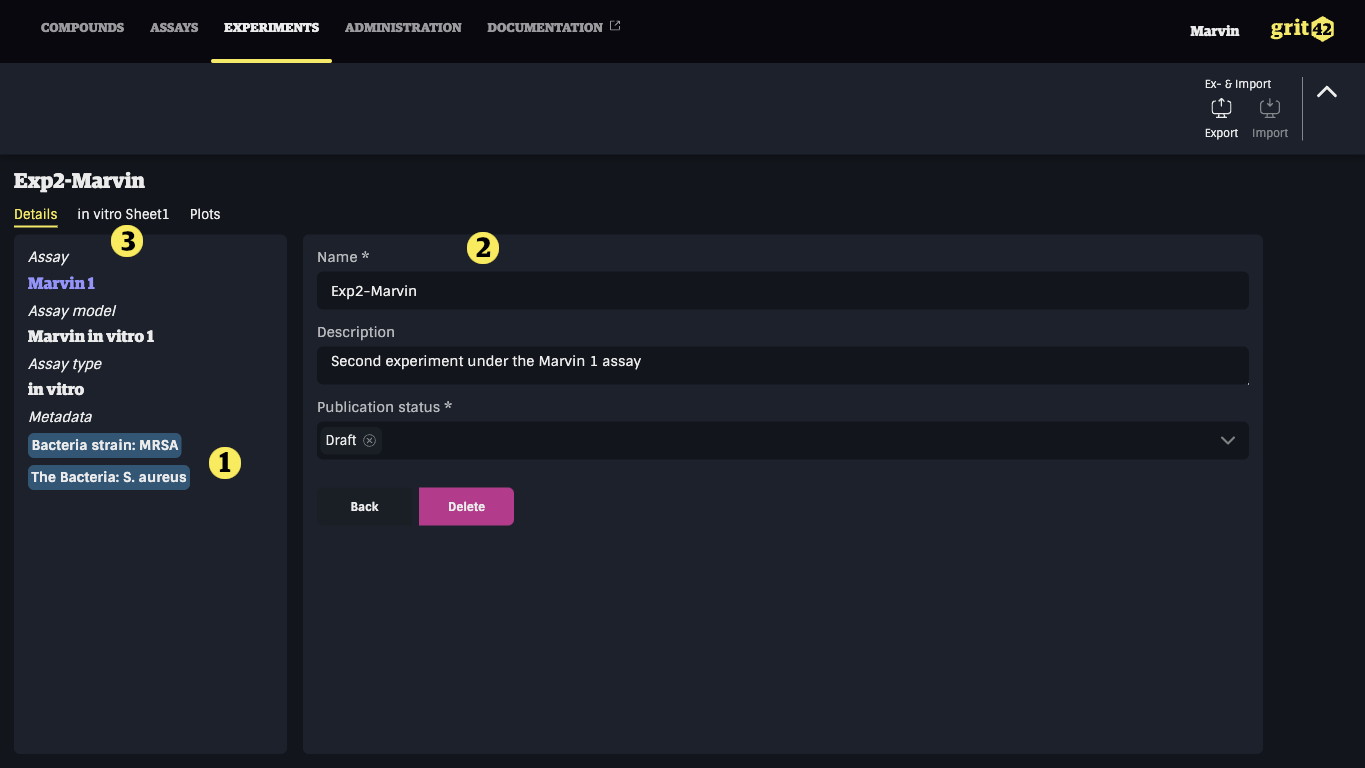 COMPOUNDS ASSAYS EXPERIMENTS ADMINISTRATION DOCUMENTATION Marvin grit42
Ex- & Import
Export Import
Exp2-Marvin
Details in vitro Sheet1 Plots
3
Assay
Marvin 1
Assay model
Marvin in vitro 1
Assay type
in vitro
Metadata
Bacteria strain: MRSA
The Bacteria: S. aureus
1
2
Name *
Exp2-Marvin
Description
Second experiment under the Marvin 1 assay
Publication status *
Draft
Back Delete